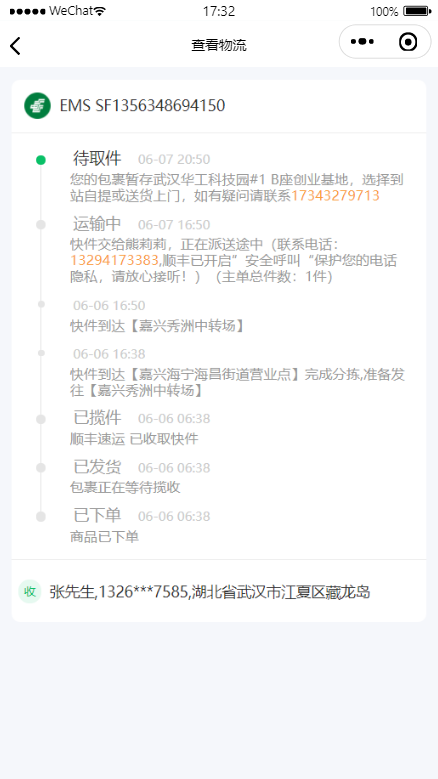 WeChat 17:32 100%
查看物流
EMS SF1356348694150
待取件 06-07 20:50
您的包裹暂存武汉华工科技园#1 B座创业基地，选择到
站自提或送货上门，如有疑问请联系17343279713
运输中 06-07 16:50
快件交给熊莉莉，正在派送途中（联系电话：
13294173383,顺丰已开启”安全呼叫“保护您的电话
隐私，请放心接听！）（主单总件数：1件）
06-06 16:50
快件到达【嘉兴秀洲中转场】
06-06 16:38
快件到达【嘉兴海宁海昌街道营业点】完成分拣,准备发
往【嘉兴秀洲中转场】
已揽件 06-06 06:38
顺丰速运 已收取快件
已发货 06-06 06:38
包裹正在等待揽收
已下单 06-06 06:38
商品已下单
收 张先生,1326***7585,湖北省武汉市江夏区藏龙岛